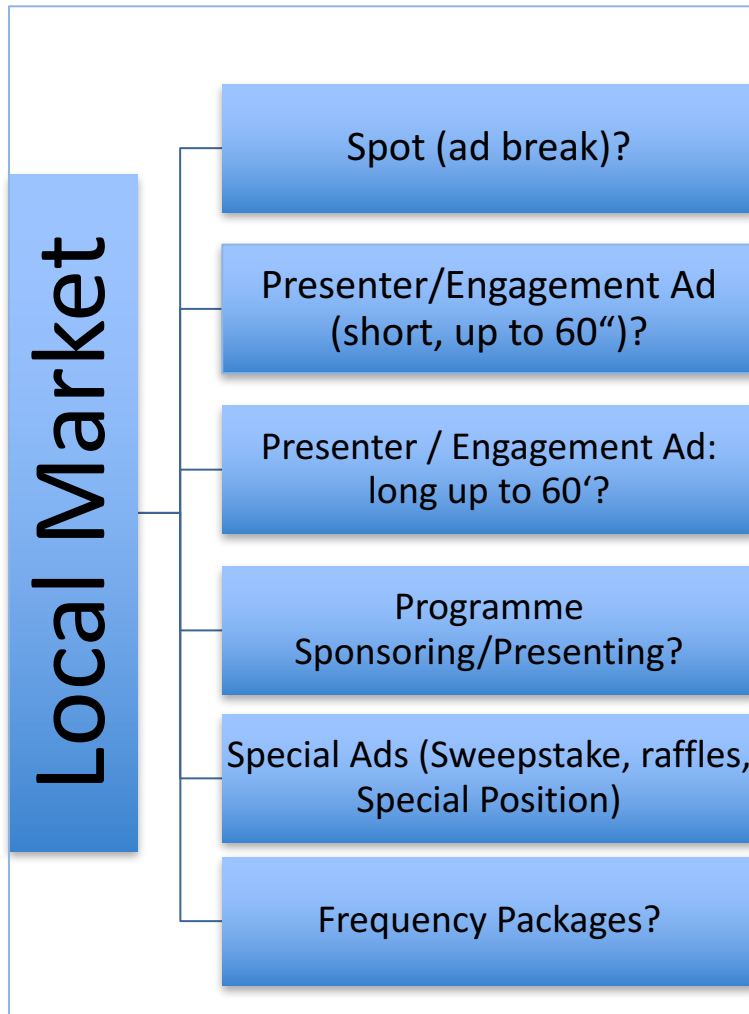 Local Market
Spot (ad break)?
Presenter/Engagement Ad
(short, up to 60“)?
Presenter / Engagement Ad:
long up to 60‘?
Programme
Sponsoring/Presenting?
Special Ads (Sweepstake, raffles,
Special Position)
Frequency Packages?